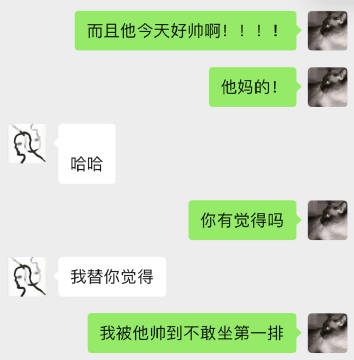 而且他今天好帅啊！！！！
他妈的！
哈哈
你有觉得吗
我替你觉得
我被他帅到不敢坐第一排